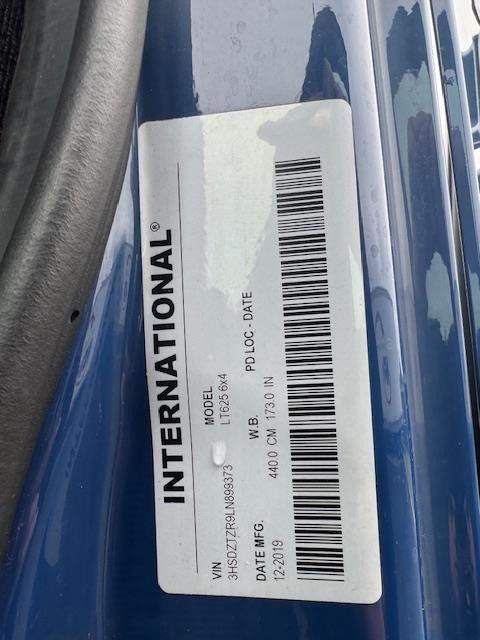 INTERNATIONAL®
VIN MODEL
3HSDZTZR9LN899373 LT625 6x4
DATE MFG. W.B. PD LOC - DATE
12-2019 440.0 CM 173.0 IN